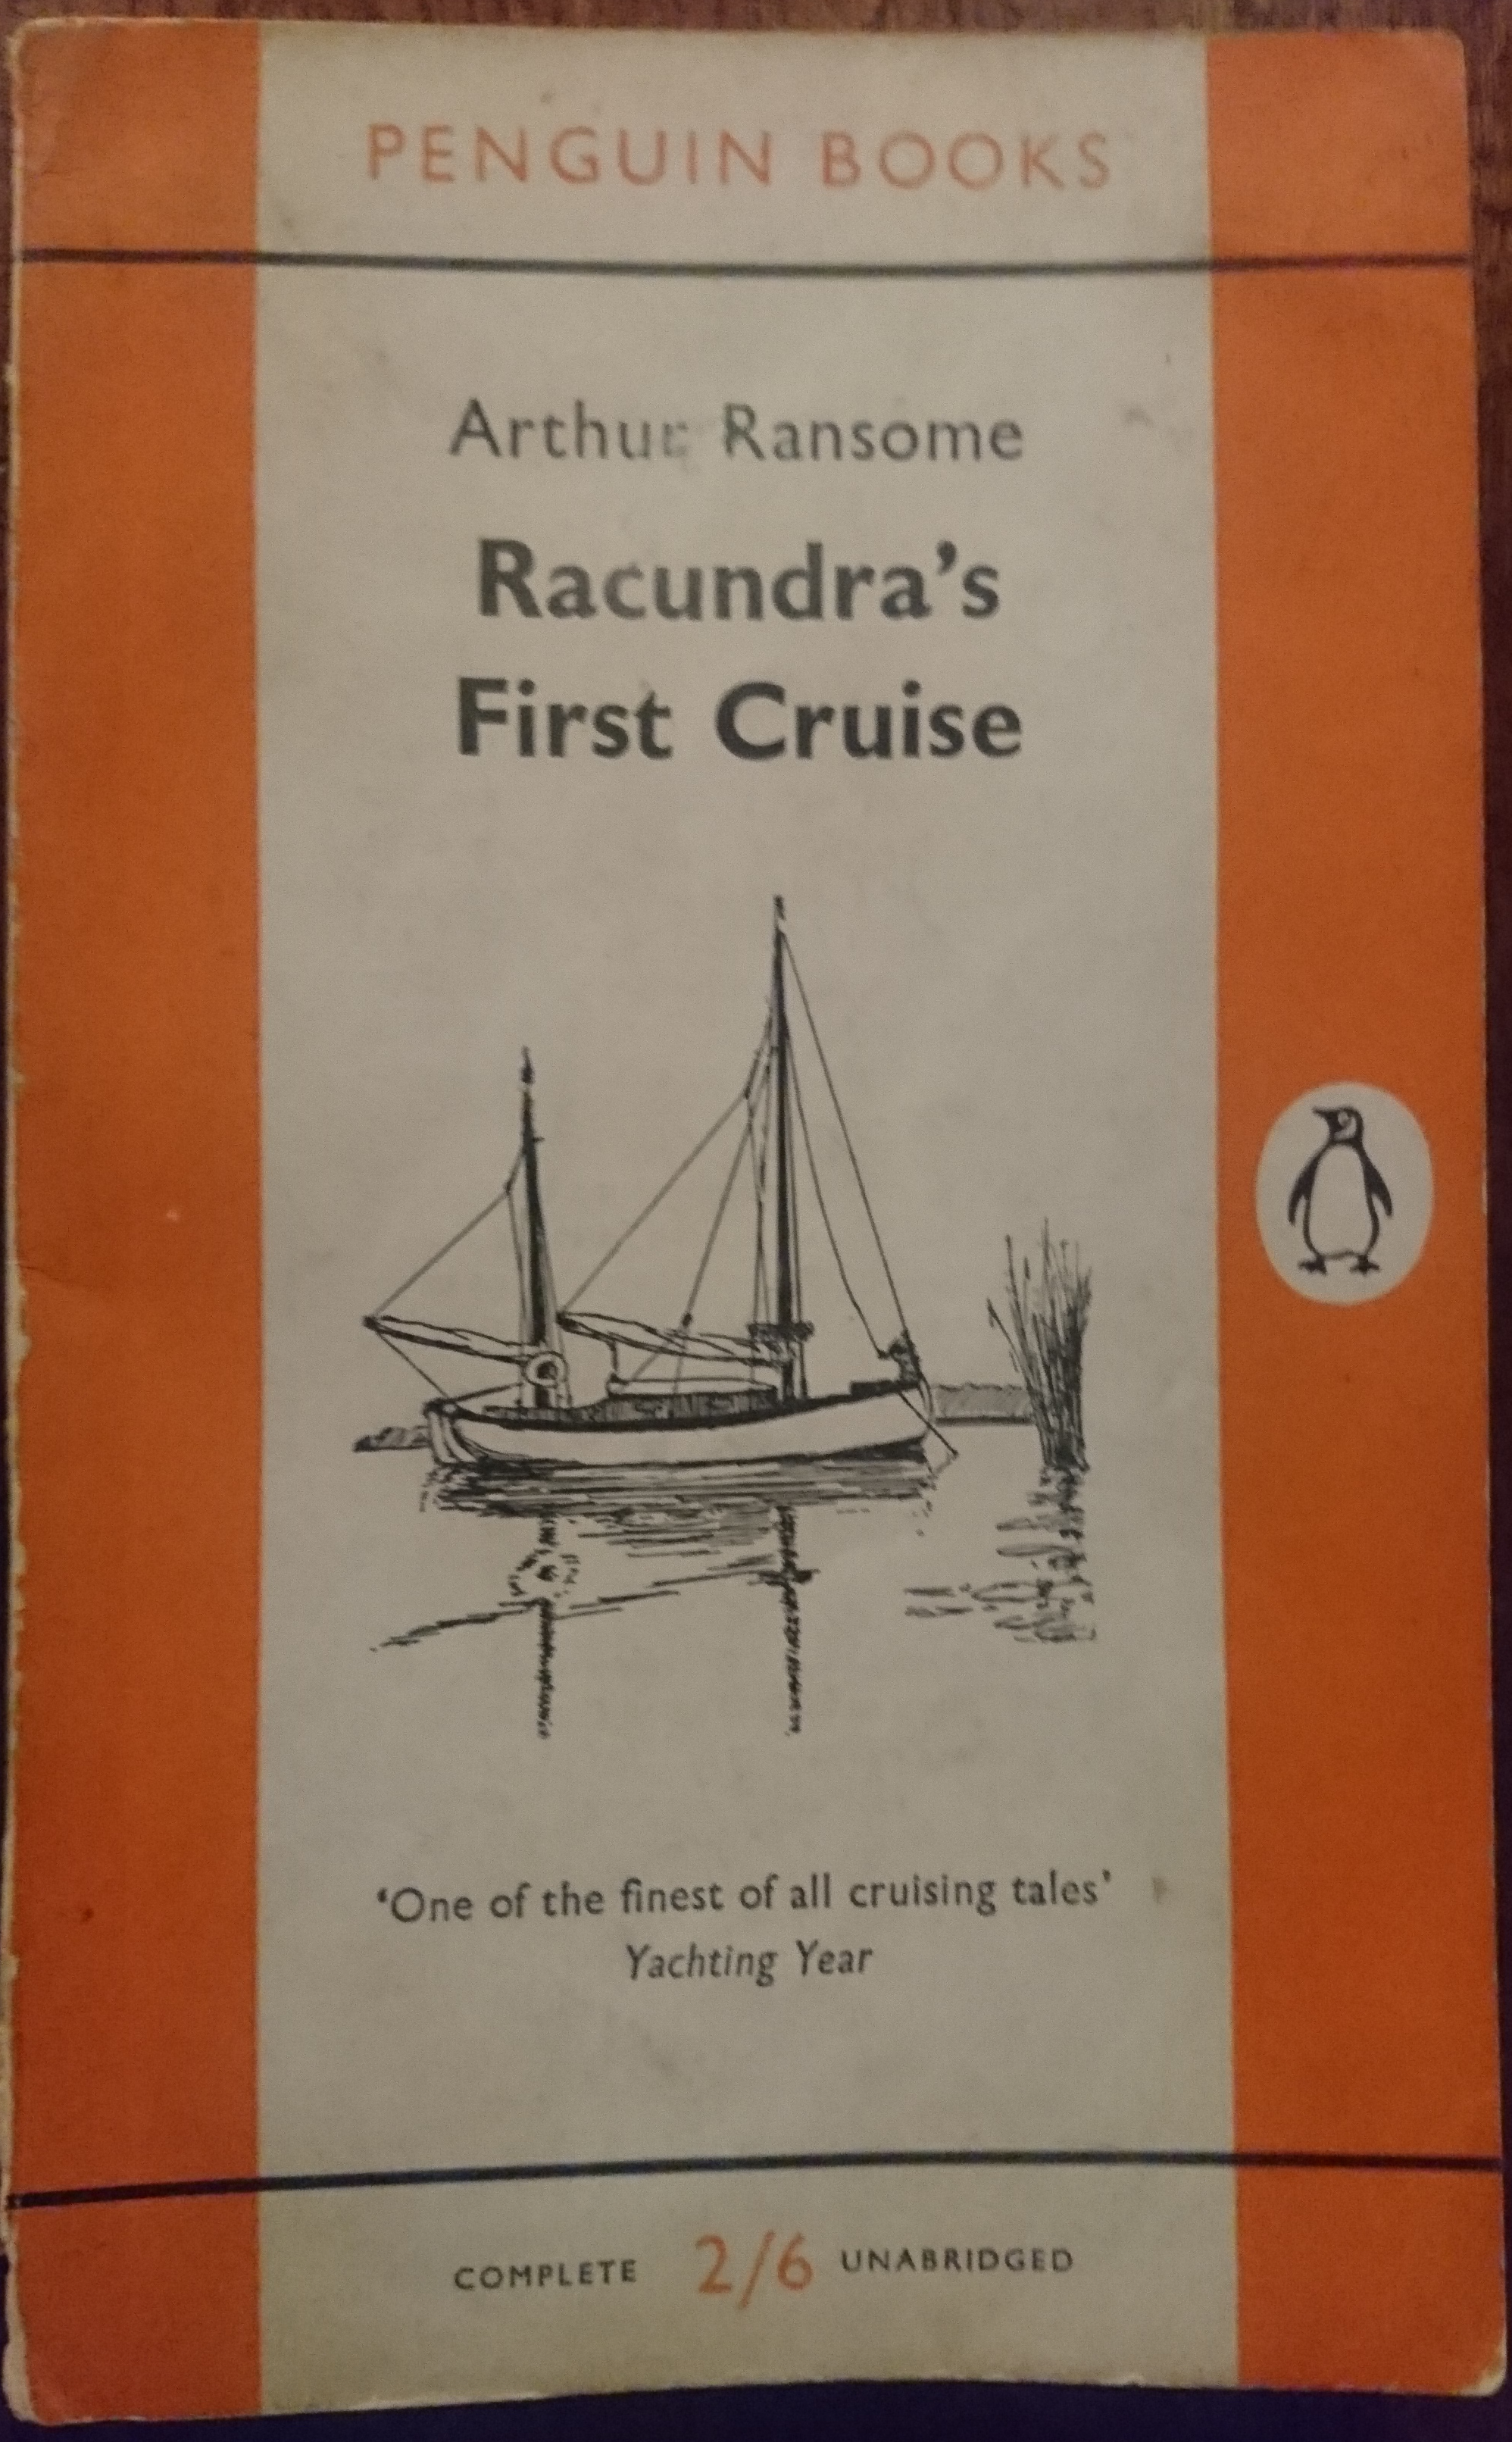 PENGUIN BOOKS
Arthur Ransome
Racundra's
First Cruise
‘One of the finest of all cruising tales’
Yachting Year
COMPLETE 2/6 UNABRIDGED